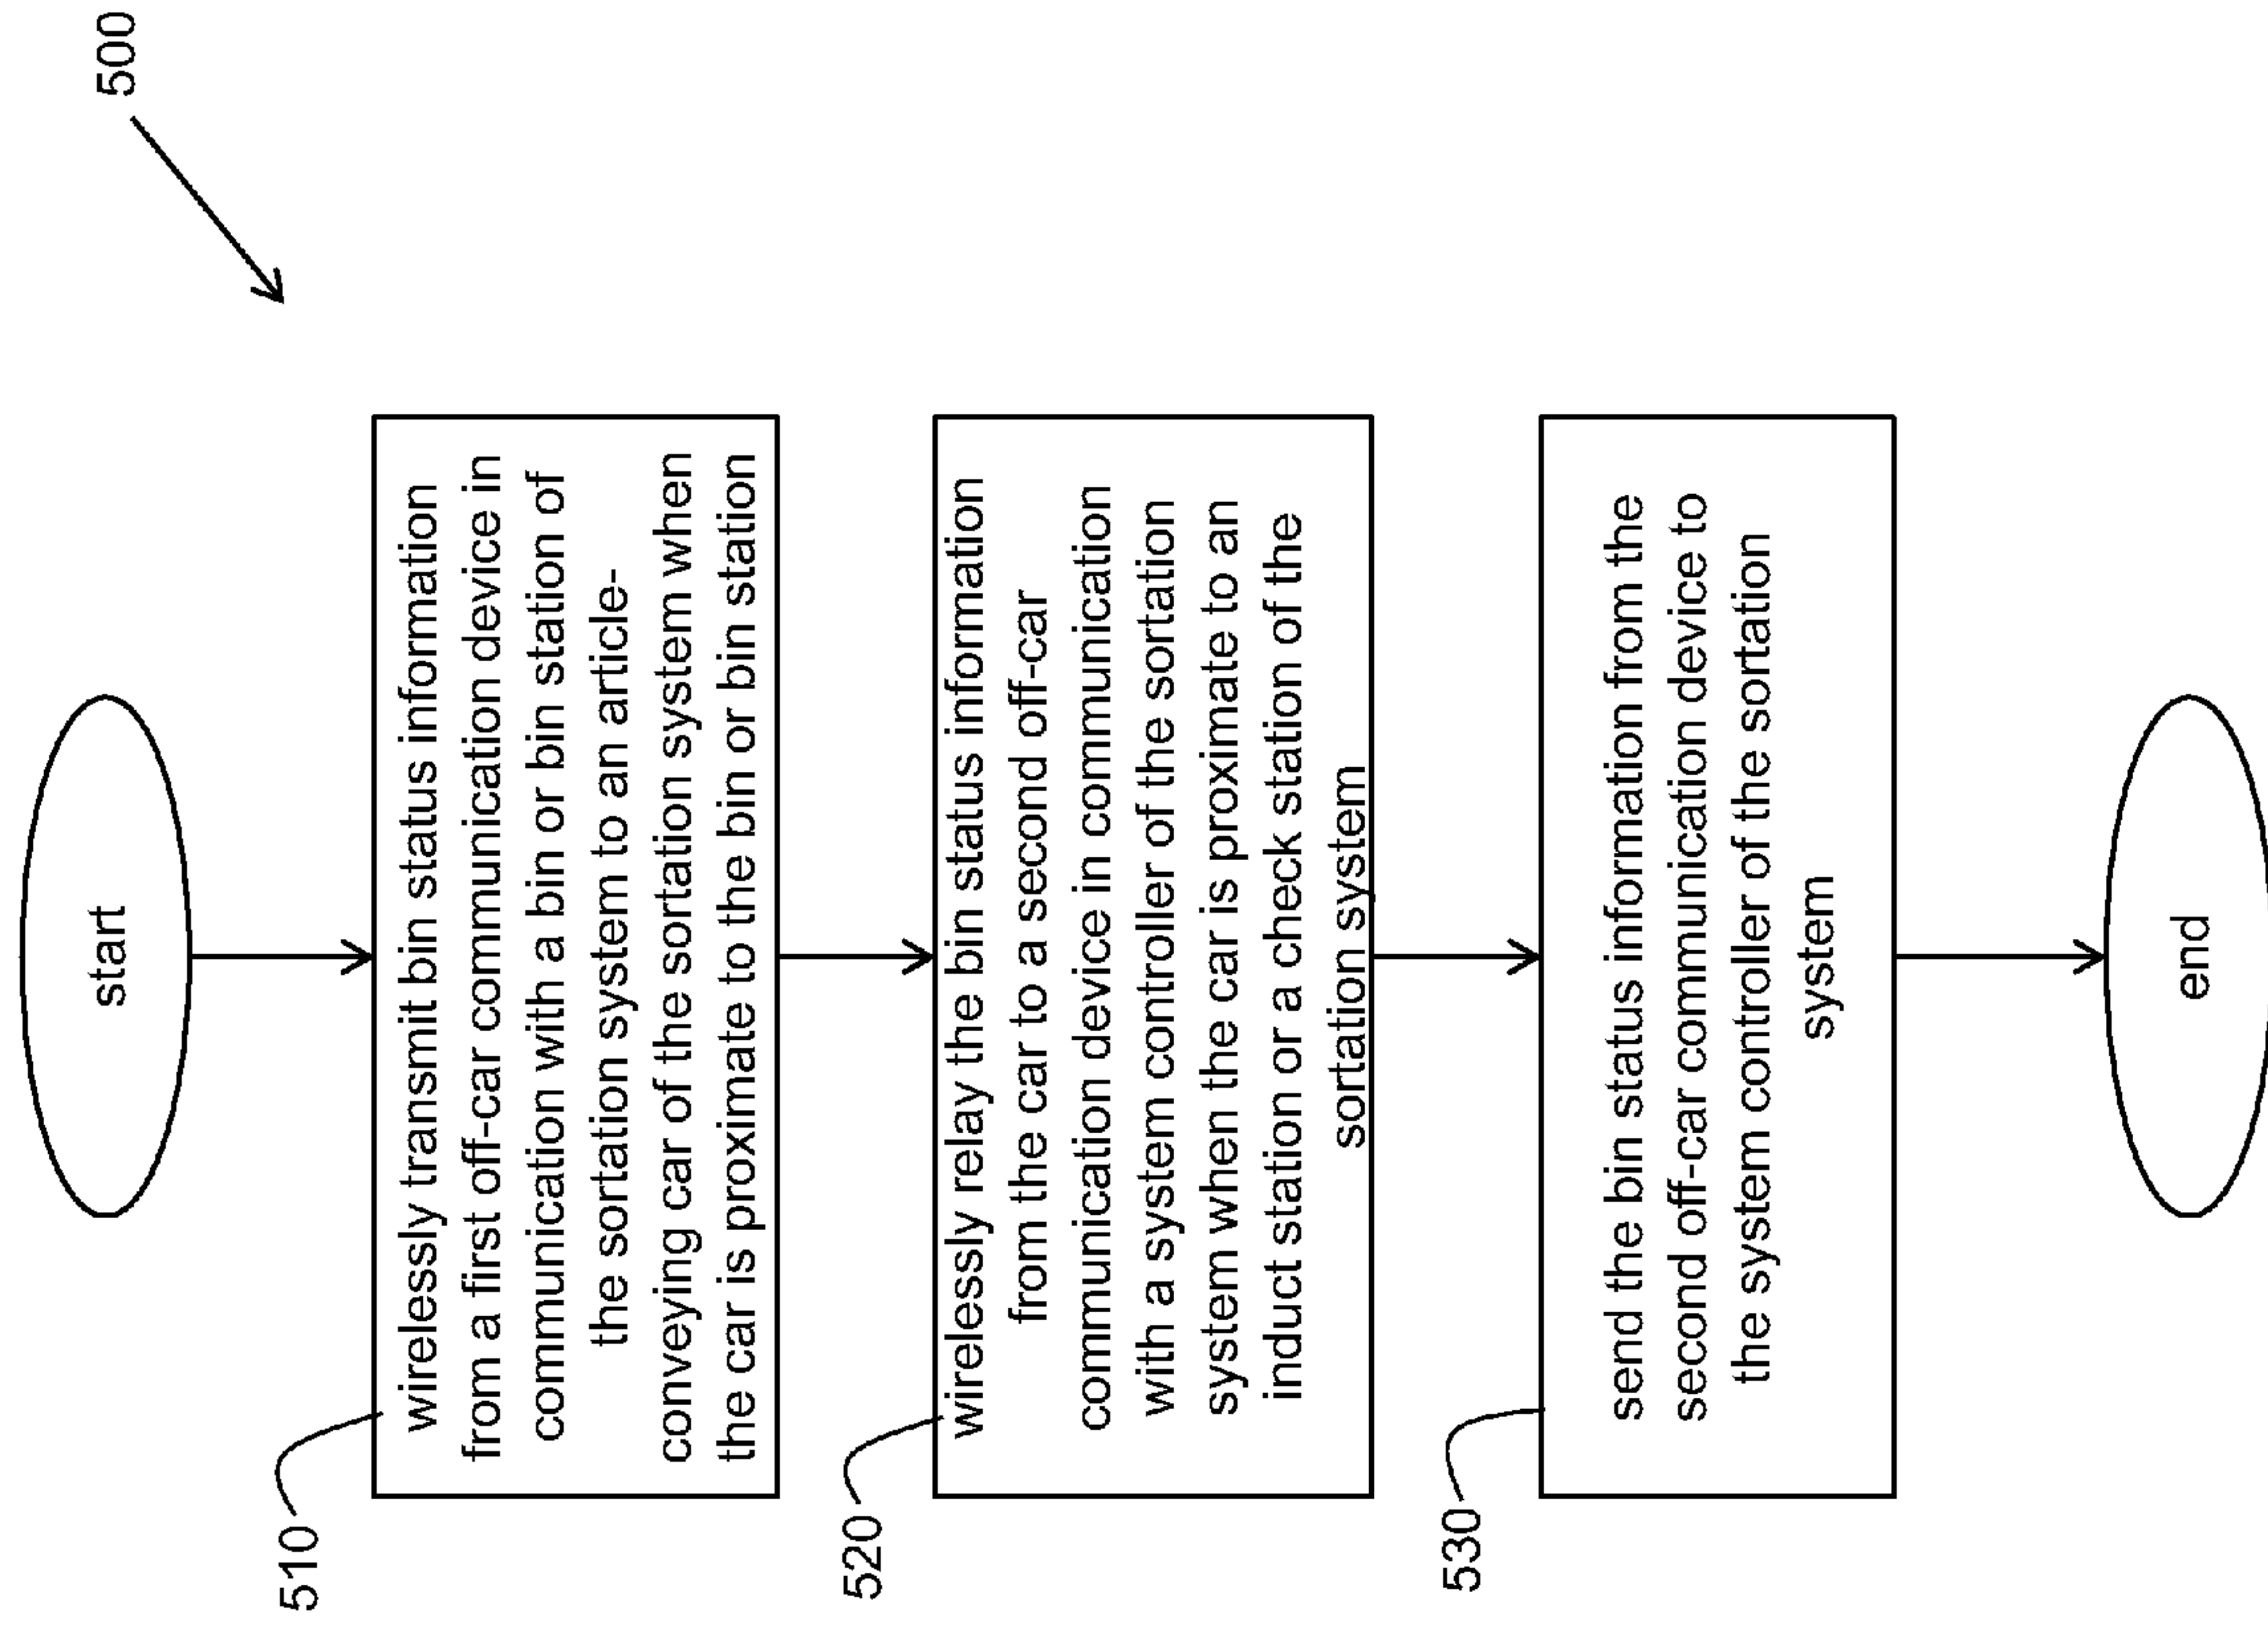 500
start
510
wirelessly transmit bin status information
from a first off-car communication device in
communication with a bin or bin station of
the sortation system to an article-
conveying car of the sortation system when
the car is proximate to the bin or bin station
520
wirelessly relay the bin status information
from the car to a second off-car
communication device in communication
with a system controller of the sortation
system when the car is proximate to an
induct station or a check station of the
sortation system
530
send the bin status information from the
second off-car communication device to
the system controller of the sortation
system
end